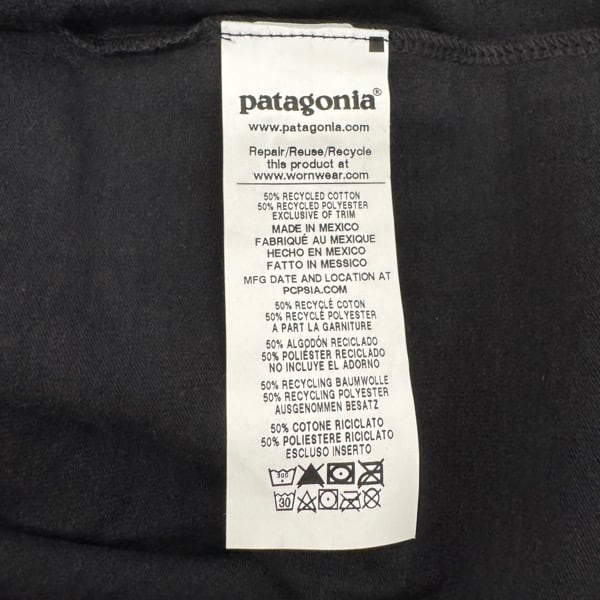 patagonia®
www.patagonia.com
Repair/Reuse/Recycle
this product at
www.wornwear.com
50% RECYCLED COTTON
50% RECYCLED POLYESTER
EXCLUSIVE OF TRIM
MADE IN MEXICO
FABRIQUÉ AU MEXIQUE
HECHO EN MEXICO
FATTO IN MESSICO
MFG DATE AND LOCATION AT
PCPSIA.COM
50% RECYCLÉ COTON
50% RECYCLÉ POLYESTER
A PART LA GARNITURE
50% ALGODÓN RECICLADO
50% POLIÉSTER RECICLADO
NO INCLUYE EL ADORNO
50% RECYCLING BAUMWOLLE
50% RECYCLING POLYESTER
AUSGENOMMEN BESATZ
50% COTONE RICICLATO
50% POLIESTERE RICICLATO
ESCLUSO INSERTO
30